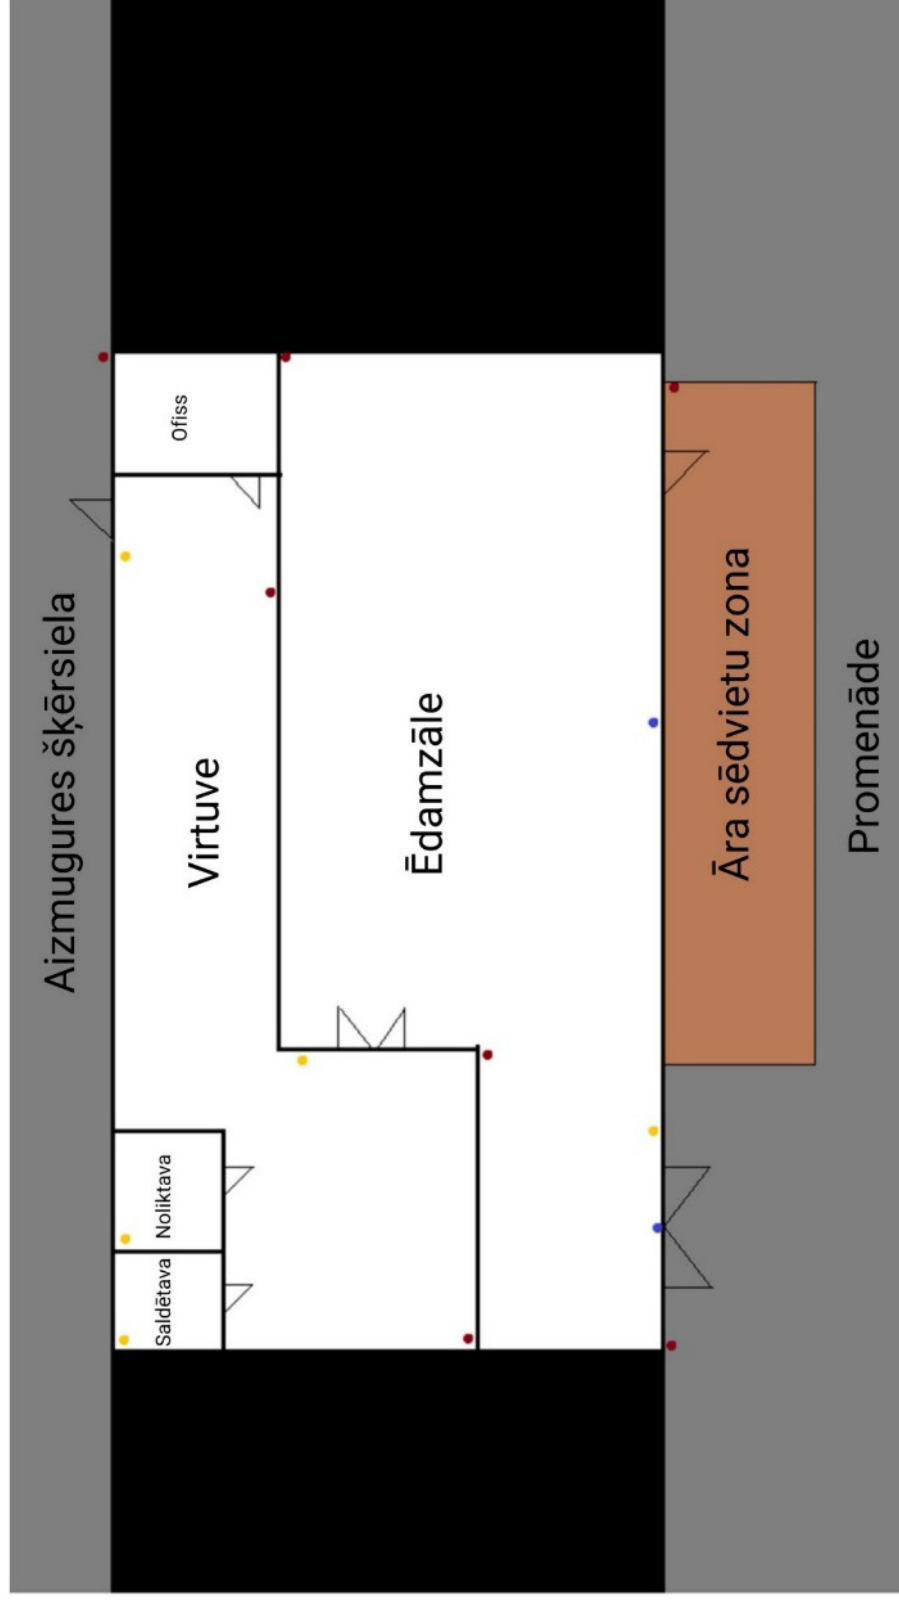 Aizmugures šķērsiela
Saldētava
Noliktava
Virtuve
Ofiss
Ēdamzāle
Āra sēdvietu zona
Promenāde